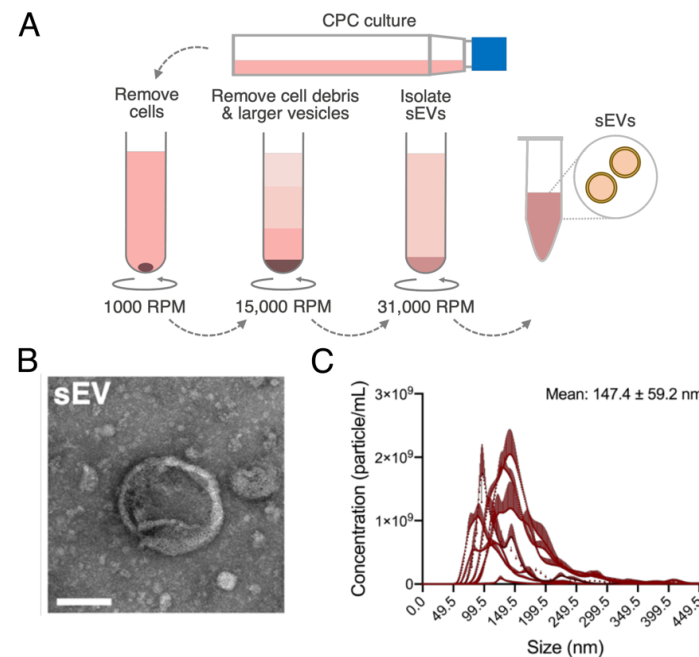 A
CPC culture
Remove
cells
Remove cell debris
& larger vesicles
Isolate
sEVs
sEVs
1000 RPM
15,000 RPM
31,000 RPM
B
sEV
C
Mean: 147.4 ± 59.2 nm
Concentration (particle/mL)
3×10⁹
2×10⁹
1×10⁹
0
0.0
49.5
99.5
149.5
199.5
249.5
299.5
349.5
399.5
449.5
Size (nm)